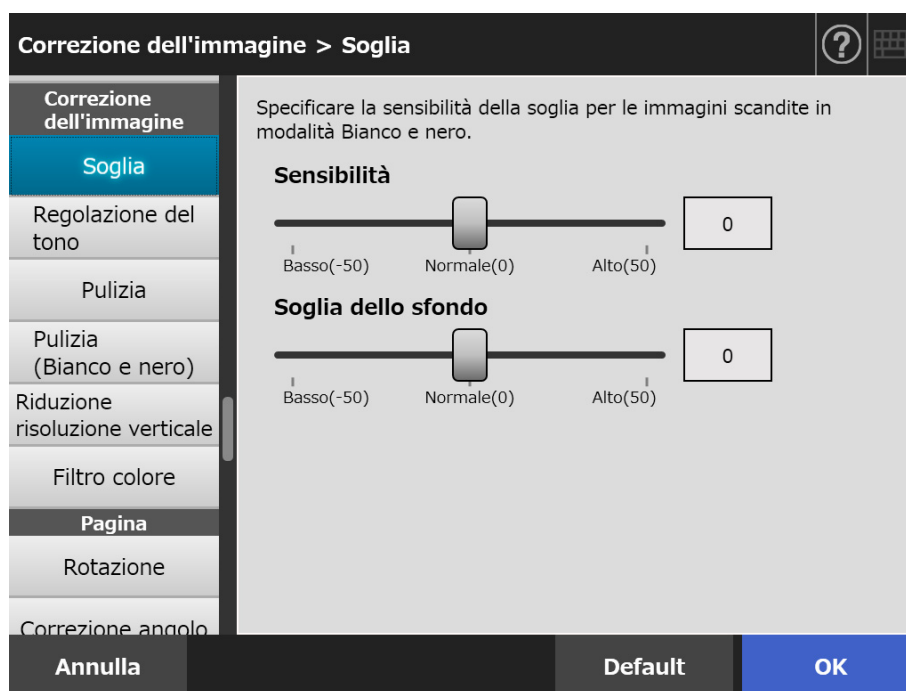 Correzione dell'immagine > Soglia
?
Correzione
dell'immagine
Soglia
Regolazione del
tono
Pulizia
Pulizia
(Bianco e nero)
Riduzione
risoluzione verticale
Filtro colore
Pagina
Rotazione
Correzione angolo
Specificare la sensibilità della soglia per le immagini scandite in
modalità Bianco e nero.
Sensibilità
0
Basso(-50) Normale(0) Alto(50)
Soglia dello sfondo
0
Basso(-50) Normale(0) Alto(50)
Annulla Default OK